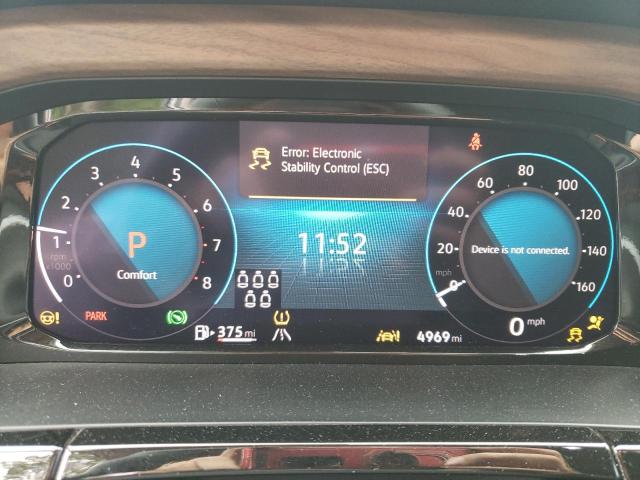 Error: Electronic
Stability Control (ESC)
4
3
5
2
6
1
7
rpm
x1000
0
8
P
Comfort
11:52
80
60
100
40
120
20
140
mph
0
160
Device is not connected.
0 mph
PARK
375 mi
4969 mi